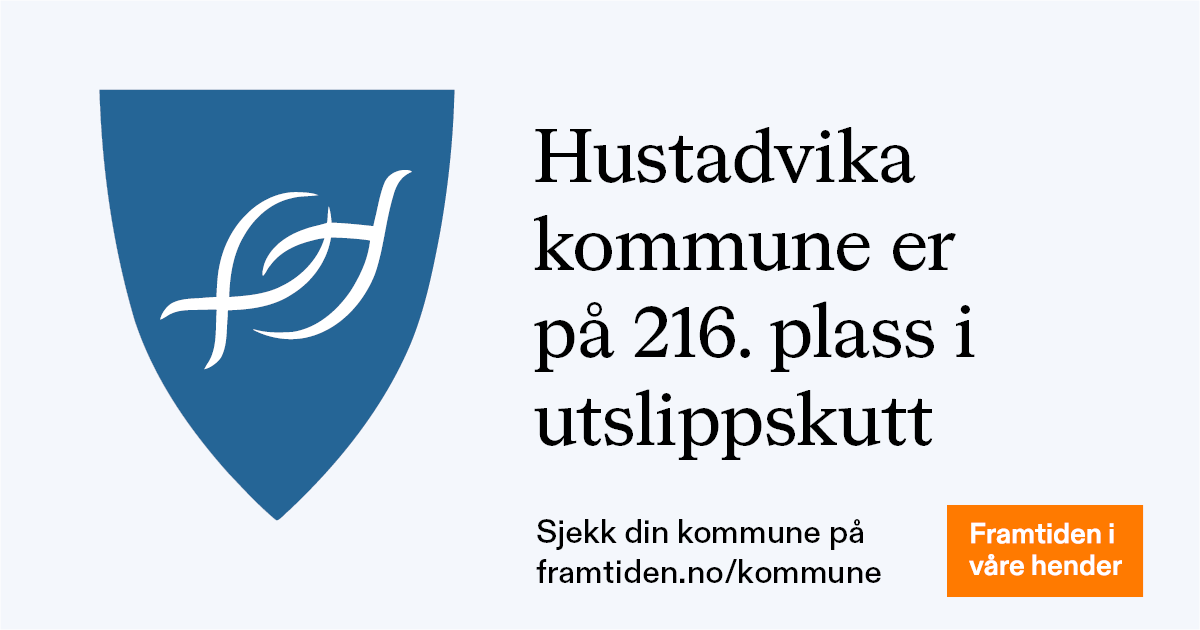 Hustadvika
kommune er
på 216. plass i
utslippskutt
Sjekk din kommune på
framtiden.no/kommune
Framtiden i
våre hender